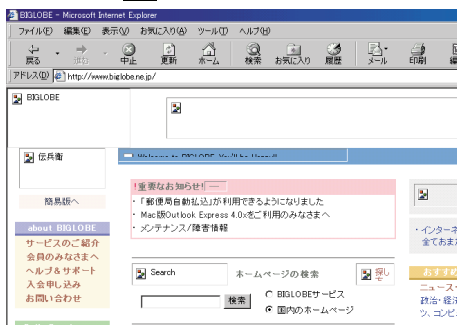 BIGLOBE - Microsoft Internet Explorer
ファイル(F) 編集(E) 表示(V) お気に入り(A) ツール(T) ヘルプ(H)
戻る 進む 中止 更新 ホーム 検索 お気に入り 履歴 メール 印刷 編
アドレス(D) http://www.biglobe.ne.jp/
BIGLOBE
伝兵衛
Welcome to BIGLOBE. You'll be Happy!!
!重要なお知らせ!
・「郵便局自動払込」が利用できるようになりました
・Mac版Outlook Express 4.0xをご利用のみなさまへ
・メンテナンス/障害情報
簡易版へ
・インターネ
全ておまた
about BIGLOBE
サービスのご紹介
会員のみなさまへ
ヘルプ&サポート
入会申し込み
お問い合わせ
Search
ホームページの検索
探し
検索
BIGLOBEサービス
国内のホームページ
おすすめ
ニュース・
政治・経済
ツ、コンピ